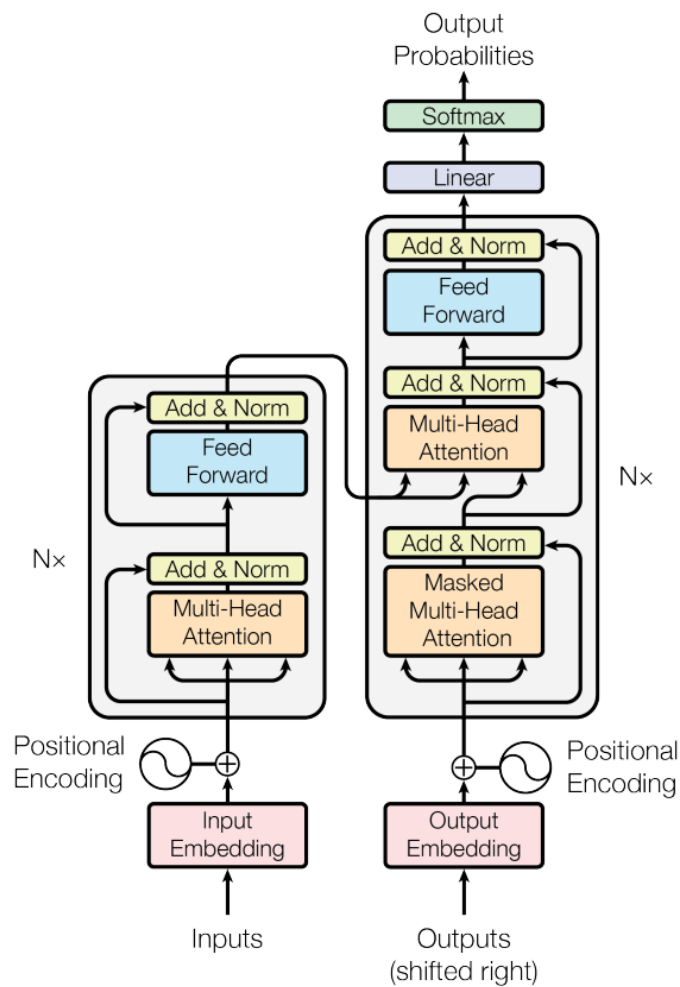 Output
Probabilities
Softmax
Linear
Add & Norm
Feed
Forward
Add & Norm
Multi-Head
Attention
Add & Norm
Masked
Multi-Head
Attention
N×
Add & Norm
Feed
Forward
Add & Norm
Multi-Head
Attention
N×
Positional
Encoding
Positional
Encoding
Input
Embedding
Output
Embedding
Inputs
Outputs
(shifted right)